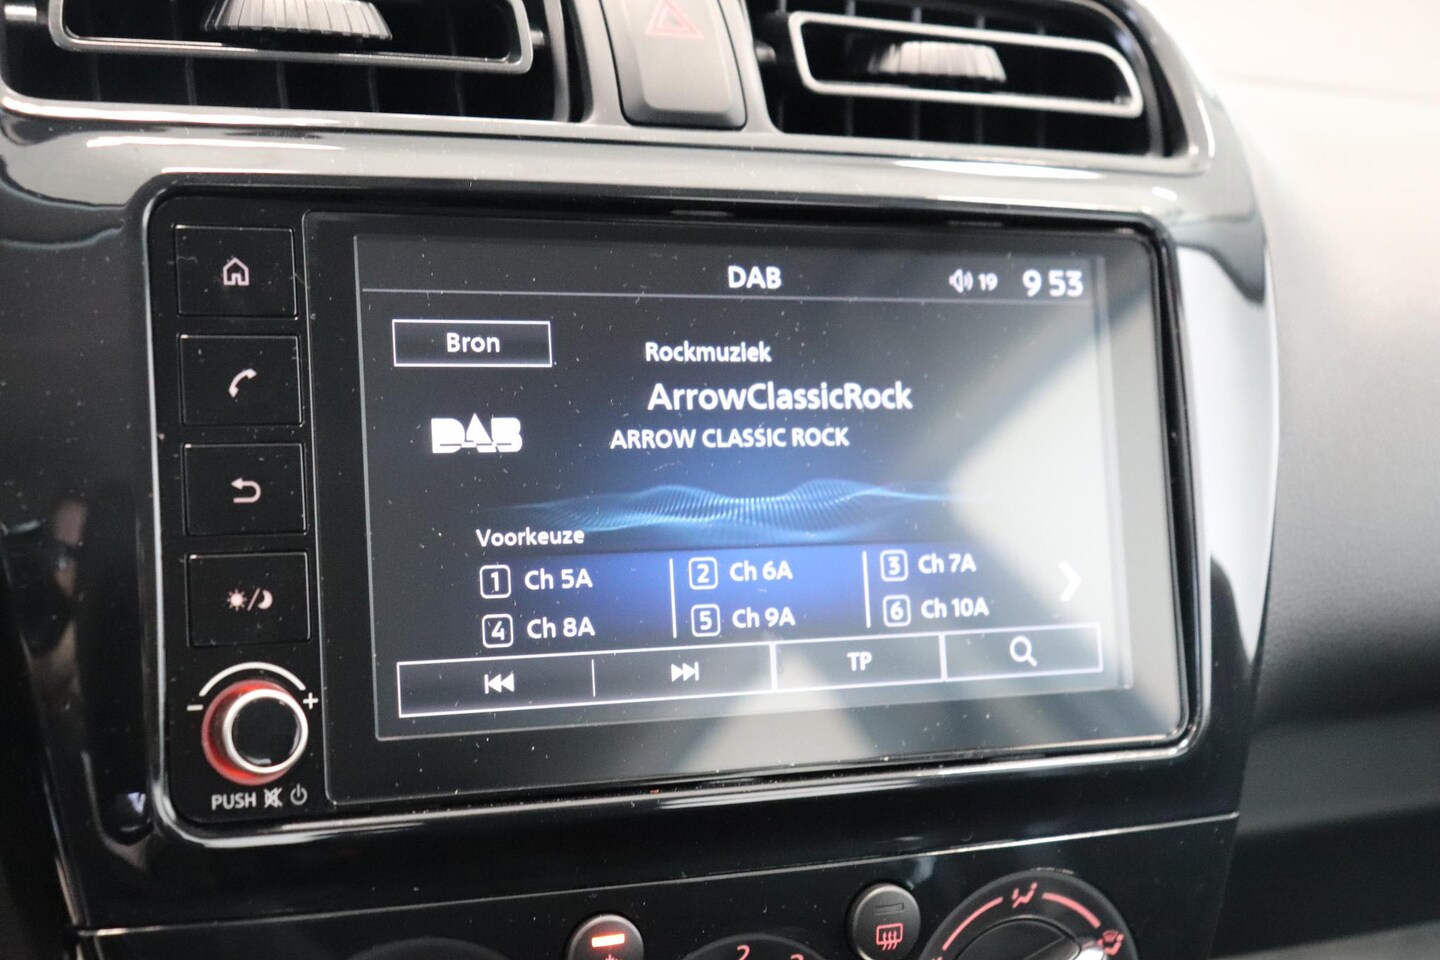 DAB
19
9 53
Bron
Rockmuziek
ArrowClassicRock
DAB
ARROW CLASSIC ROCK
Voorkeuze
1 Ch 5A
2 Ch 6A
3 Ch 7A
4 Ch 8A
5 Ch 9A
6 Ch 10A
TP
- +
PUSH
2